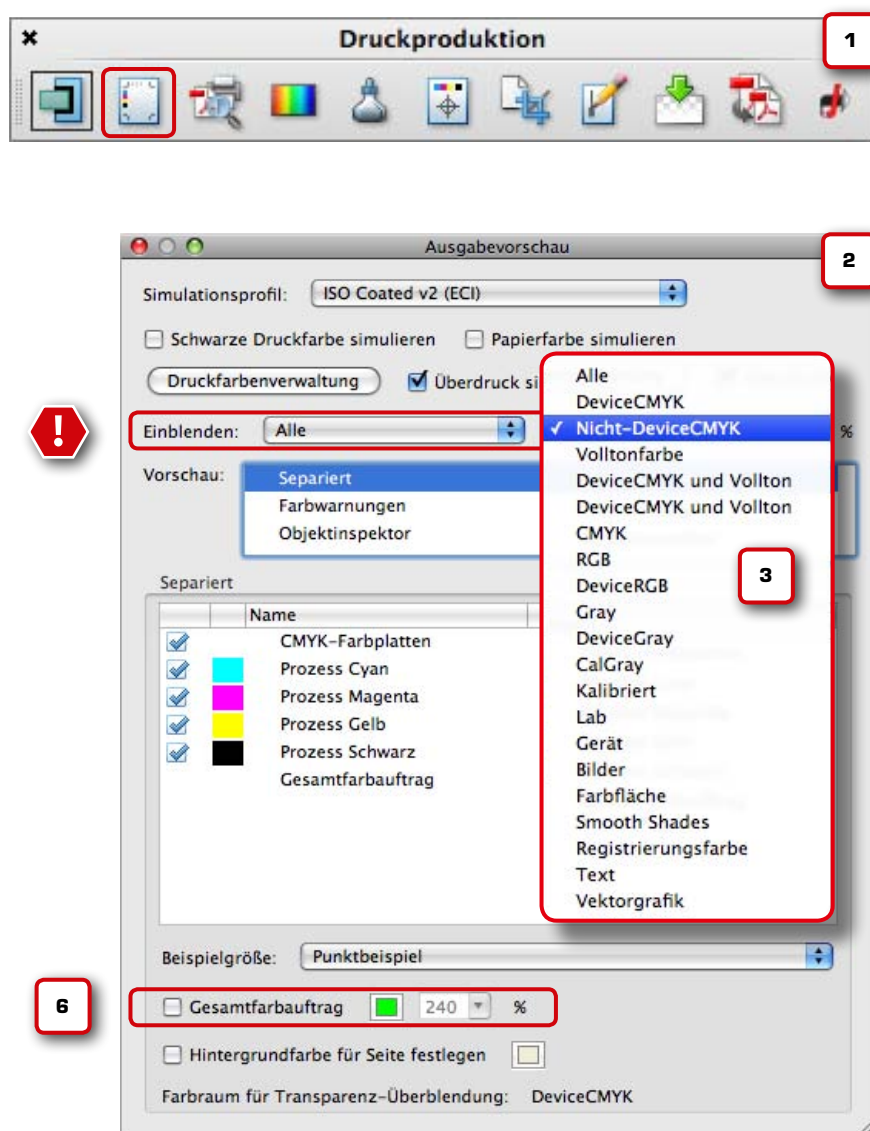 Druckproduktion
1
Ausgabevorschau
2
Simulationsprofil: ISO Coated v2 (ECI)
Schwarze Druckfarbe simulieren Papierfarbe simulieren
Druckfarbenverwaltung Überdruck si
! Einblenden: Alle %
Vorschau: Separiert
Farbwarnungen
Objektinspektor
Alle
DeviceCMYK
✓ Nicht-DeviceCMYK
Volltonfarbe
DeviceCMYK und Vollton
DeviceCMYK und Vollton
CMYK
RGB
DeviceRGB
Gray
DeviceGray
CalGray
Kalibriert
Lab
Gerät
Bilder
Farbfläche
Smooth Shades
Registrierungsfarbe
Text
Vektorgrafik
3
Separiert
Name
CMYK-Farbplatten
Prozess Cyan
Prozess Magenta
Prozess Gelb
Prozess Schwarz
Gesamtfarbauftrag
Beispielgröße: Punktbeispiel
6
Gesamtfarbauftrag 240 %
Hintergrundfarbe für Seite festlegen
Farbraum für Transparenz-Überblendung: DeviceCMYK